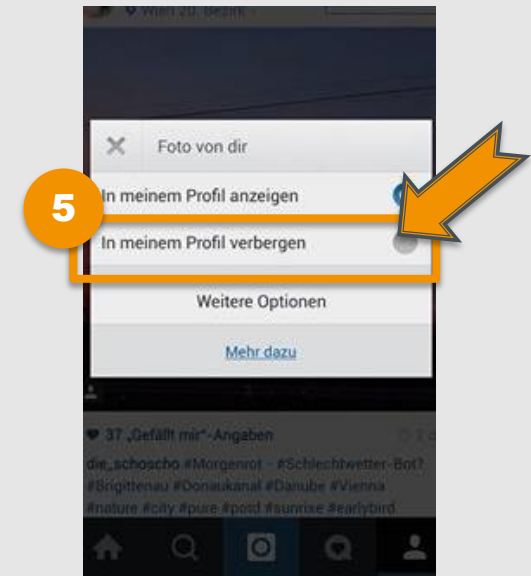 Wien 20. Bezirk -
Foto von dir
In meinem Profil anzeigen
5
In meinem Profil verbergen
Weitere Optionen
Mehr dazu
37 „Gefällt mir“-Angaben
die_schoscho #Morgenrot - #Schlechtwetter-Bot?
#Brigittenau #Donaukanal #Danube #Vienna
#nature #city #pure #potd #sunrise #earlybird